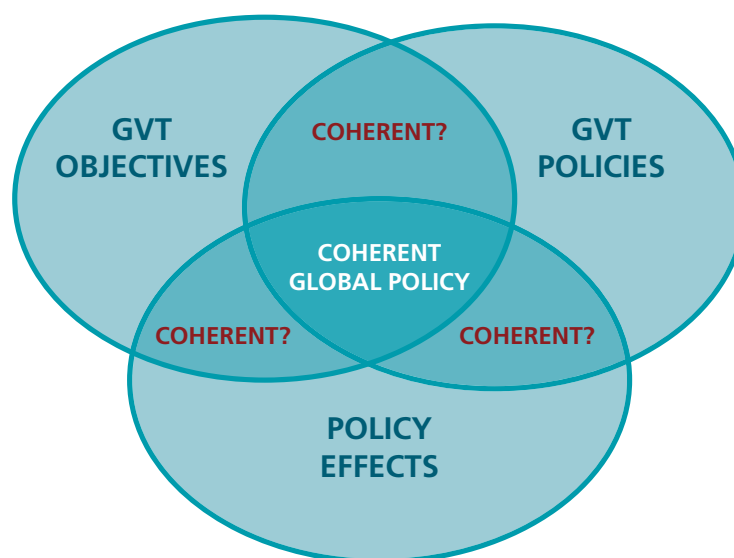 GVT
OBJECTIVES
COHERENT?
GVT
POLICIES
COHERENT
GLOBAL POLICY
COHERENT?
COHERENT?
POLICY
EFFECTS